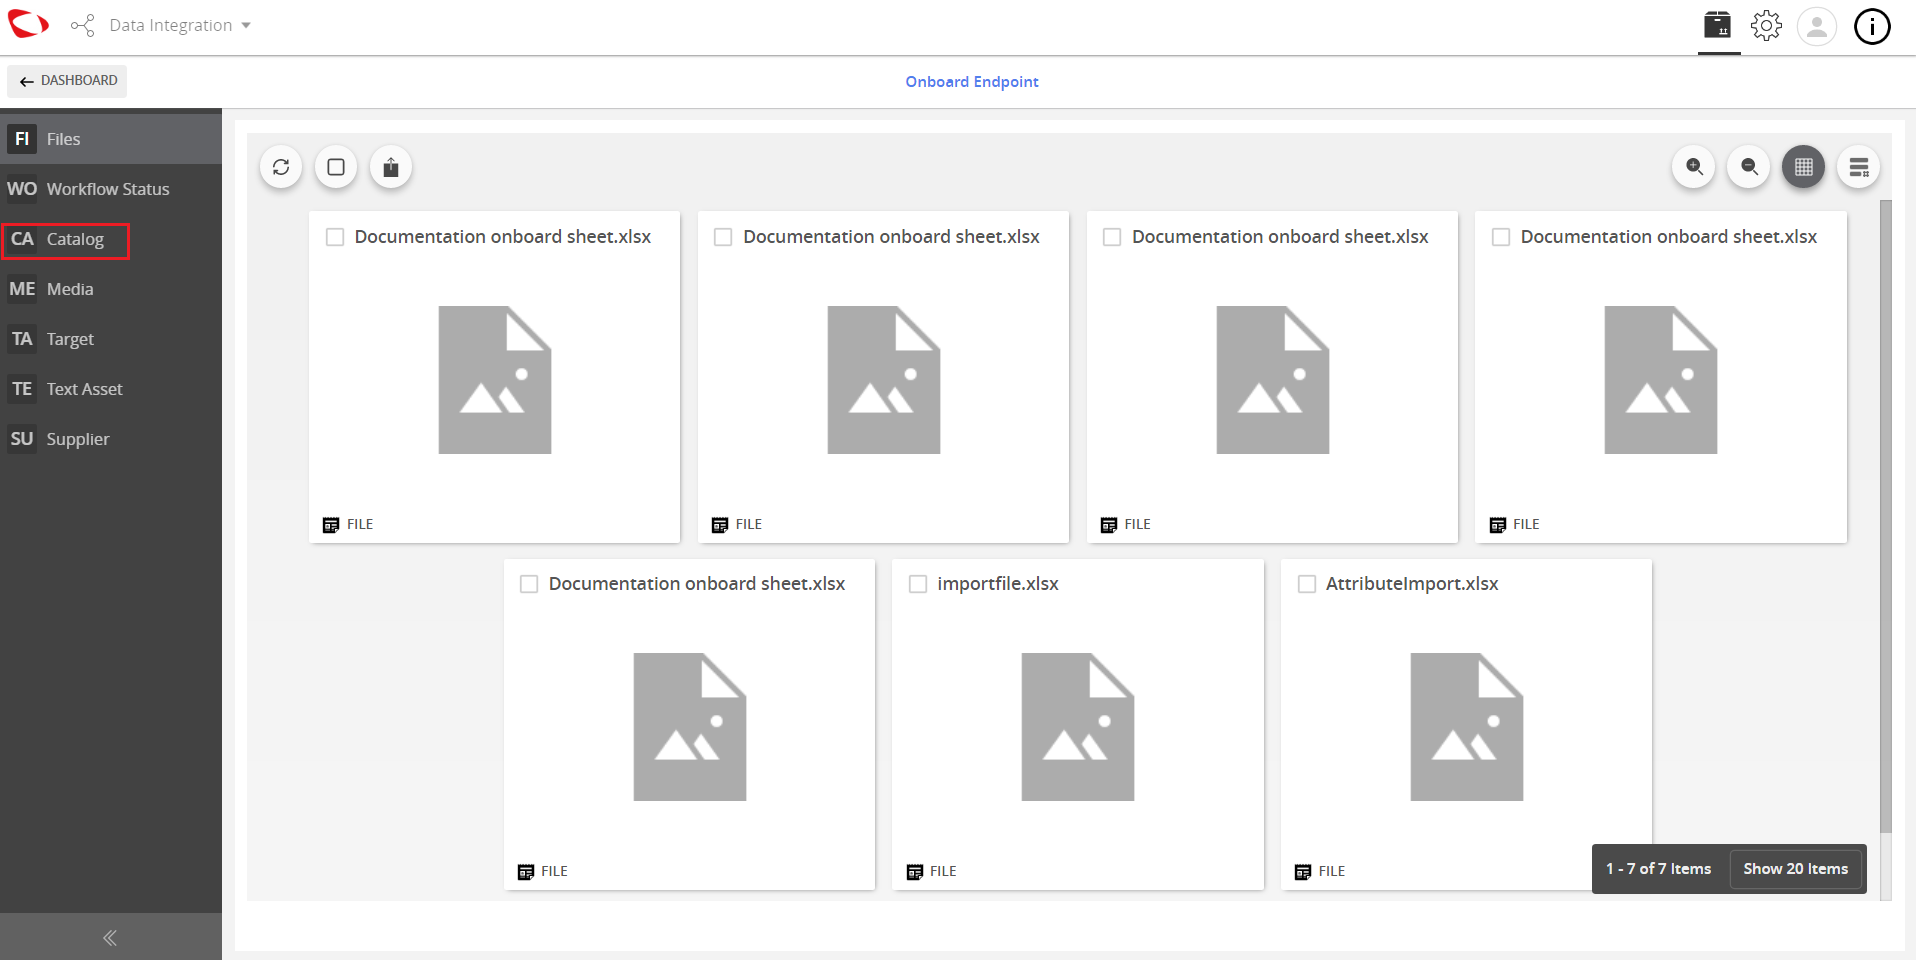 Data Integration
DASHBOARD
Onboard Endpoint
FI Files
WO Workflow Status
CA Catalog
ME Media
TA Target
TE Text Asset
SU Supplier
Documentation onboard sheet.xlsx
FILE
Documentation onboard sheet.xlsx
FILE
Documentation onboard sheet.xlsx
FILE
Documentation onboard sheet.xlsx
FILE
Documentation onboard sheet.xlsx
FILE
importfile.xlsx
FILE
AttributeImport.xlsx
FILE
1 - 7 of 7 Items
Show 20 Items